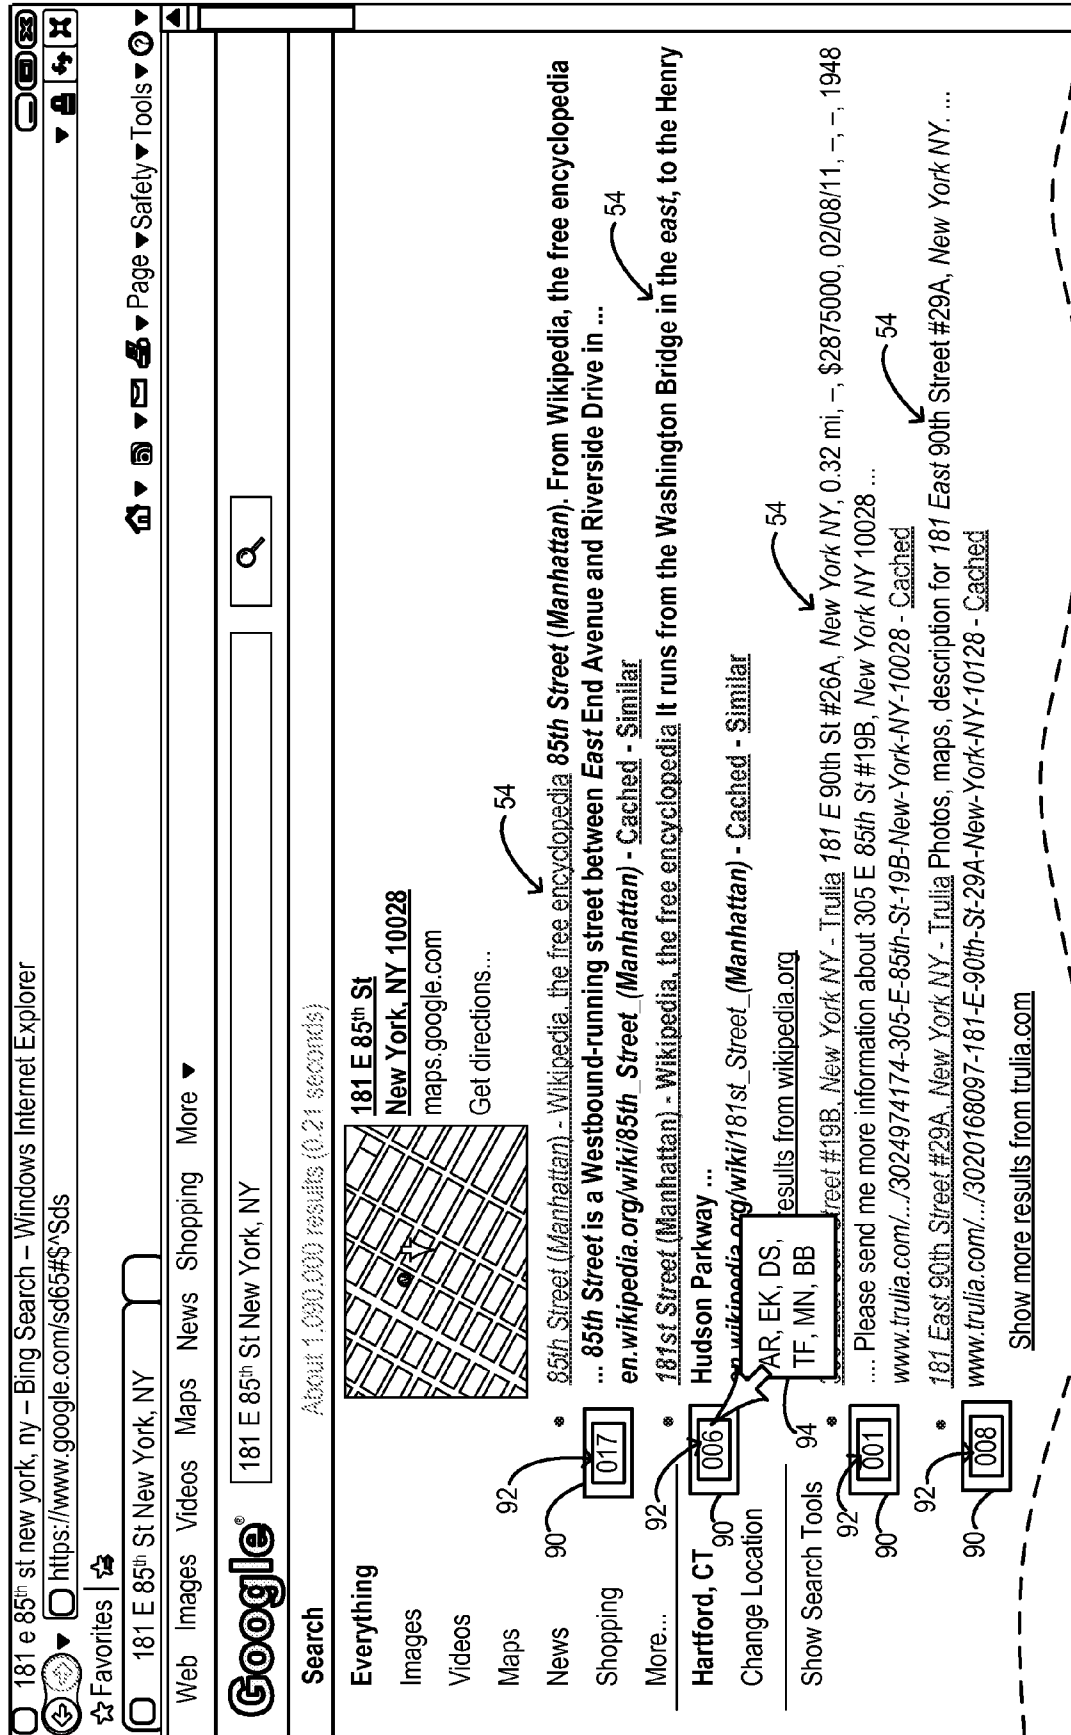 181 e 85th st new york, ny – Bing Search – Windows Internet Explorer
https://www.google.com/sd65#$^Sds
Favorites
181 E 85th St New York, NY
Page Safety Tools ?
Web Images Videos Maps News Shopping More
Google®
181 E 85th St New York, NY
Search
About 1,090,000 results (0.21 seconds)
Everything
Images
Videos
Maps
News
Shopping
More...
Hartford, CT
Change Location
Show Search Tools
181 E 85th St
New York, NY 10028
maps.google.com
Get directions...
54
85th Street (Manhattan) - Wikipedia, the free encyclopedia 85th Street (Manhattan). From Wikipedia, the free encyclopedia
... 85th Street is a Westbound-running street between East End Avenue and Riverside Drive in ...
en.wikipedia.org/wiki/85th_Street_(Manhattan) - Cached - Similar
92
90
017
54
181st Street (Manhattan) - Wikipedia, the free encyclopedia It runs from the Washington Bridge in the east, to the Henry
Hudson Parkway ...
en.wikipedia.org/wiki/181st_Street_(Manhattan) - Cached - Similar
92
90
006
AR, EK, DS,
TF, MN, BB
94
results from wikipedia.org
54
Street #19B, New York NY - Trulia 181 E 90th St #26A, New York NY, 0.32 mi, –, $2875000, 02/08/11, –, –, 1948
.... Please send me more information about 305 E 85th St #19B, New York NY 10028 ...
www.trulia.com/.../3024974174-305-E-85th-St-19B-New-York-NY-10028 - Cached
92
90
001
54
181 East 90th Street #29A, New York NY - Trulia Photos, maps, description for 181 East 90th Street #29A, New York NY. ...
www.trulia.com/.../3020168097-181-E-90th-St-29A-New-York-NY-10128 - Cached
92
90
008
Show more results from trulia.com